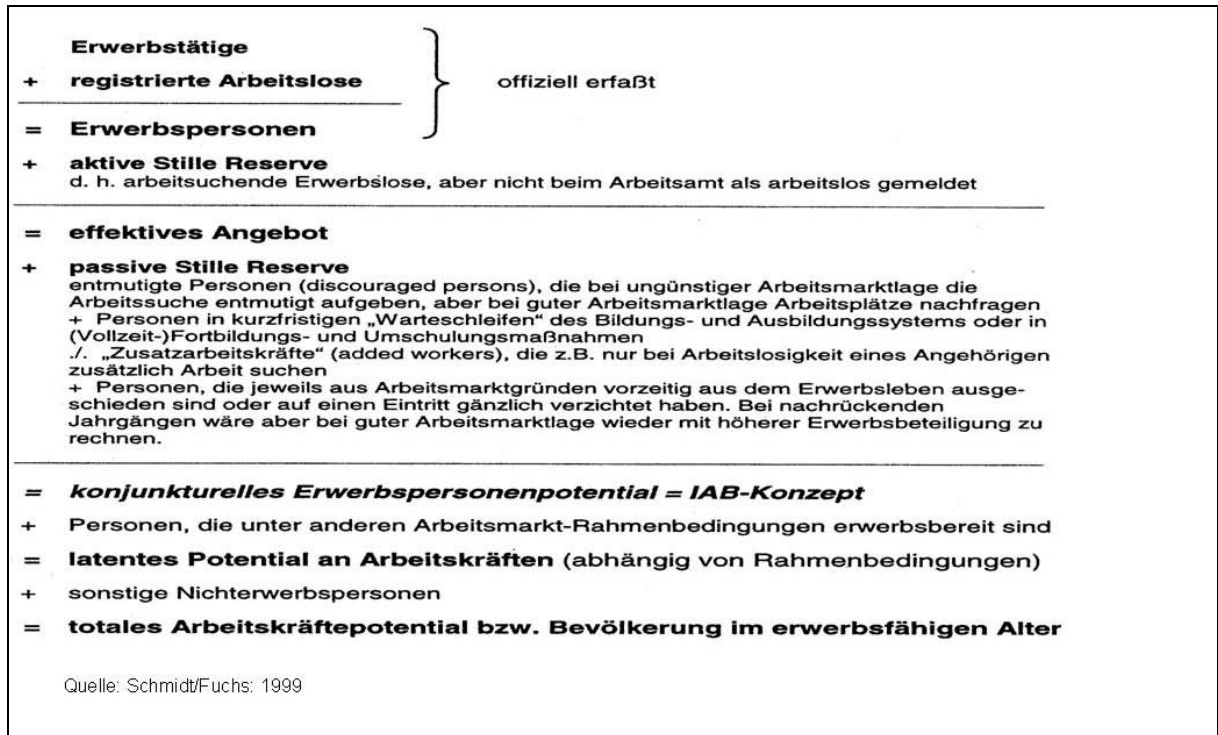 Erwerbstätige
+ registrierte Arbeitslose
offiziell erfaßt
= Erwerbspersonen
+ aktive Stille Reserve
d. h. arbeitsuchende Erwerbslose, aber nicht beim Arbeitsamt als arbeitslos gemeldet
= effektives Angebot
+ passive Stille Reserve
entmutigte Personen (discouraged persons), die bei ungünstiger Arbeitsmarktlage die
Arbeitssuche entmutigt aufgeben, aber bei guter Arbeitsmarktlage Arbeitsplätze nachfragen
+ Personen in kurzfristigen „Warteschleifen“ des Bildungs- und Ausbildungssystems oder in
(Vollzeit-)Fortbildungs- und Umschulungsmaßnahmen
./. „Zusatzarbeitskräfte“ (added workers), die z.B. nur bei Arbeitslosigkeit eines Angehörigen
zusätzlich Arbeit suchen
+ Personen, die jeweils aus Arbeitsmarktgründen vorzeitig aus dem Erwerbsleben ausge-
schieden sind oder auf einen Eintritt gänzlich verzichtet haben. Bei nachrückenden
Jahrgängen wäre aber bei guter Arbeitsmarktlage wieder mit höherer Erwerbsbeteiligung zu
rechnen.
= konjunkturelles Erwerbspersonenpotential = IAB-Konzept
+ Personen, die unter anderen Arbeitsmarkt-Rahmenbedingungen erwerbsbereit sind
= latentes Potential an Arbeitskräften (abhängig von Rahmenbedingungen)
+ sonstige Nichterwerbspersonen
= totales Arbeitskräftepotential bzw. Bevölkerung im erwerbsfähigen Alter
Quelle: Schmidt/Fuchs: 1999